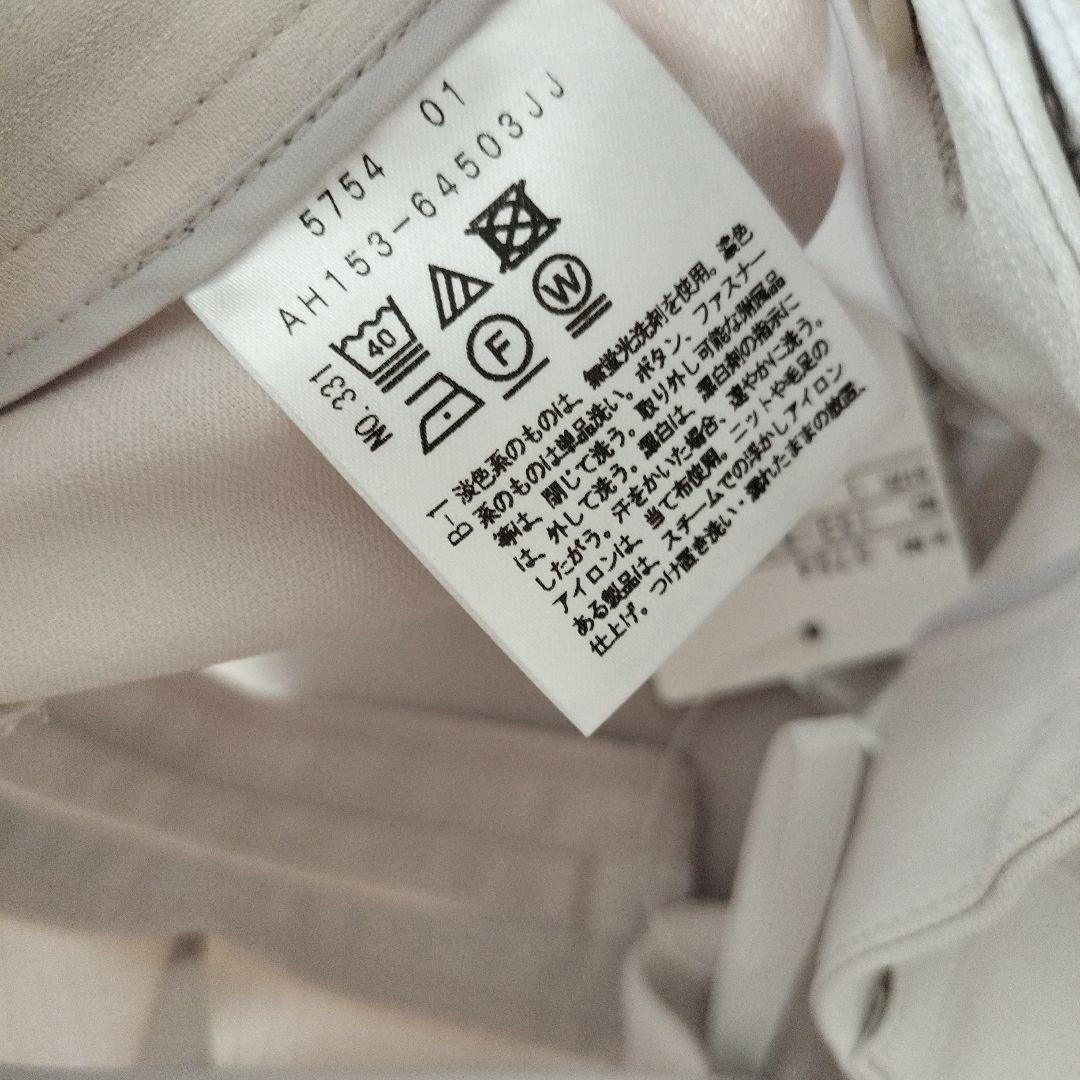 5754 01
AH153-64503JJ
40
F
W
NO.331
B-1 淡色系のものは、無蛍光洗剤を使用。濃色
系のものは単品洗い。ボタン、ファスナー
等は、閉じて洗う。取り外し可能な附属品
は、外して洗う。漂白は、漂白剤の指示に
したがう。汗をかいた場合、速やかに洗う。
アイロンは、当て布使用。ニットや毛足の
ある製品は、スチームでの浮かしアイロン
仕上げ。つけ置き洗い・濡れたままの放置、